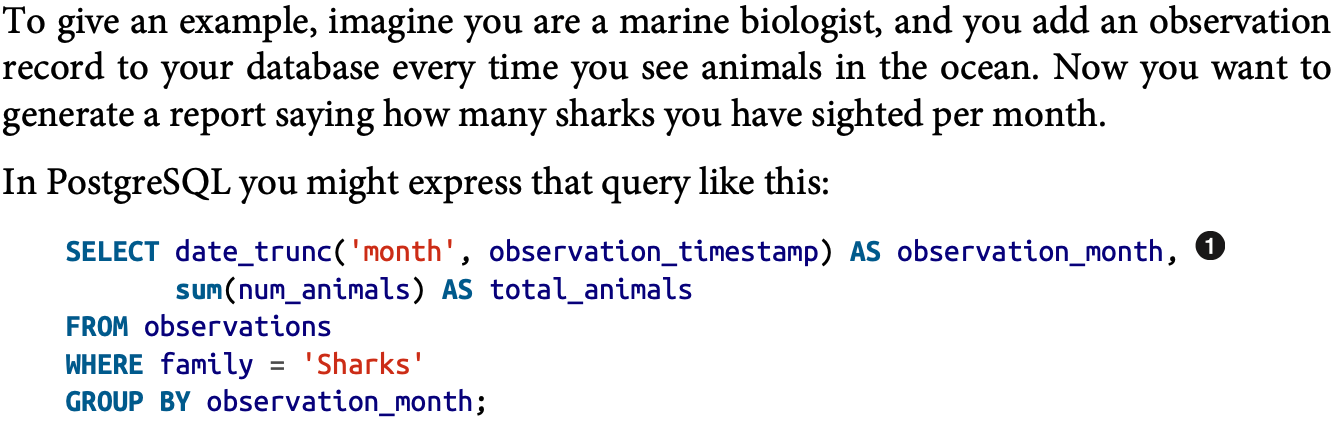 To give an example, imagine you are a marine biologist, and you add an observation
record to your database every time you see animals in the ocean. Now you want to
generate a report saying how many sharks you have sighted per month.
In PostgreSQL you might express that query like this:
SELECT date_trunc('month', observation_timestamp) AS observation_month, ❶
       sum(num_animals) AS total_animals
FROM observations
WHERE family = 'Sharks'
GROUP BY observation_month;